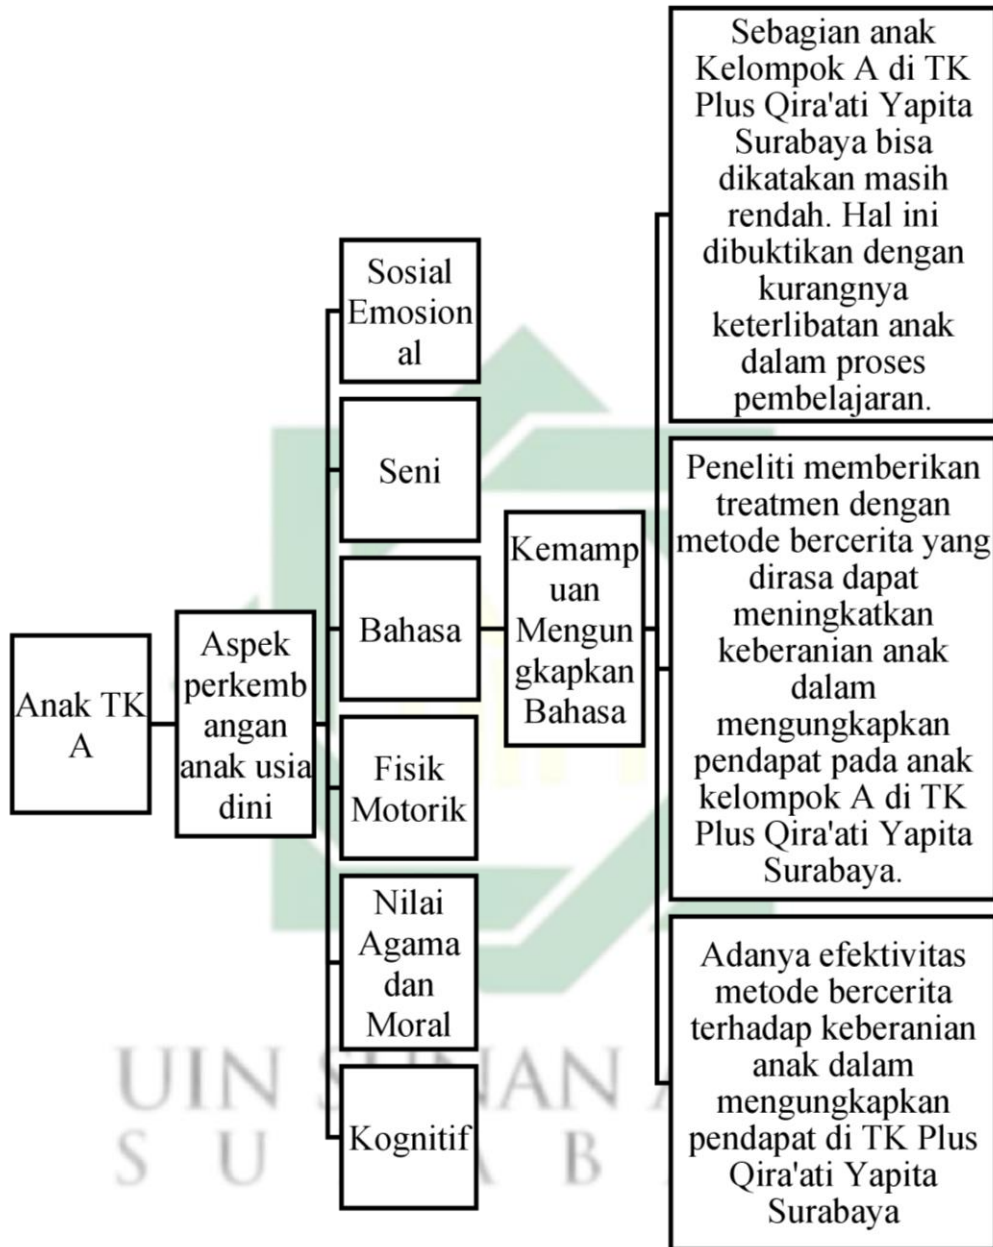 Anak TK
A
Aspek
perkemb
angan
anak usia
dini
Sosial
Emosion
al
Seni
Bahasa
Fisik
Motorik
Nilai
Agama
dan
Moral
Kognitif
Kemamp
uan
Mengun
gkapkan
Bahasa
Sebagian anak
Kelompok A di TK
Plus Qira'ati Yapita
Surabaya bisa
dikatakan masih
rendah. Hal ini
dibuktikan dengan
kurangnya
keterlibatan anak
dalam proses
pembelajaran.
Peneliti memberikan
treatmen dengan
metode bercerita yang
dirasa dapat
meningkatkan
keberanian anak
dalam
mengungkapkan
pendapat pada anak
kelompok A di TK
Plus Qira'ati Yapita
Surabaya.
Adanya efektivitas
metode bercerita
terhadap keberanian
anak dalam
mengungkapkan
pendapat di TK Plus
Qira'ati Yapita
Surabaya
UIN